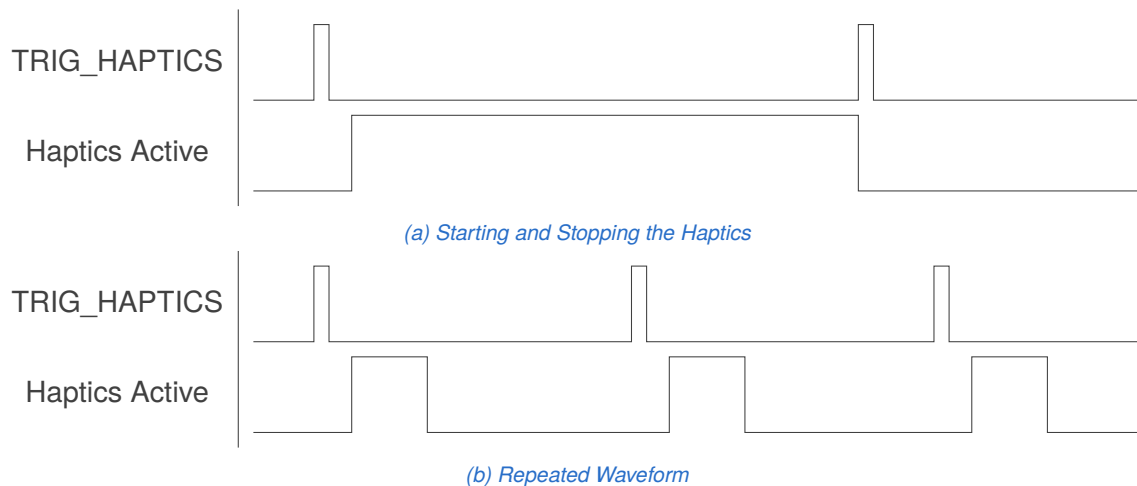 TRIG_HAPTICS
Haptics Active
(a) Starting and Stopping the Haptics
TRIG_HAPTICS
Haptics Active
(b) Repeated Waveform